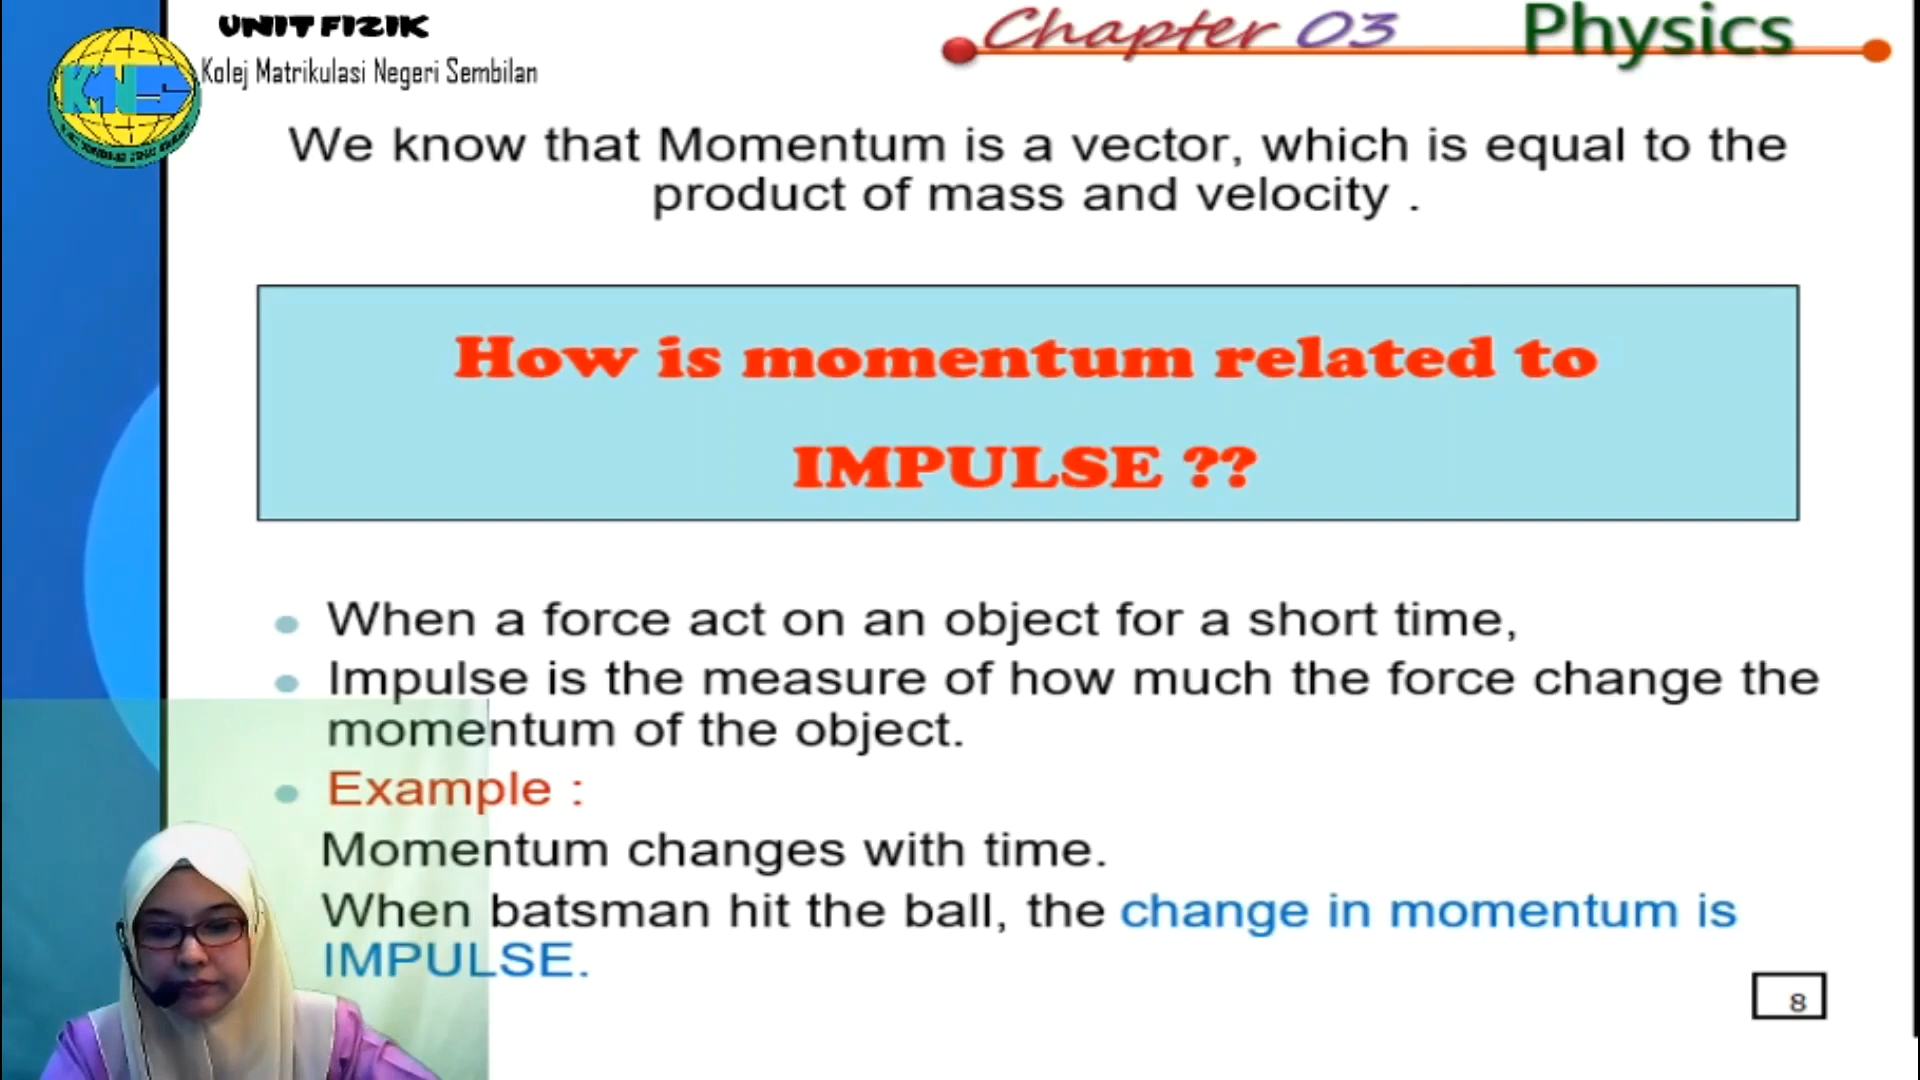 UNIT FIZIK
Kolej Matrikulasi Negeri Sembilan
Chapter 03
Physics
KMNS
We know that Momentum is a vector, which is equal to the
product of mass and velocity .
How is momentum related to
IMPULSE ??
When a force act on an object for a short time,
Impulse is the measure of how much the force change the
momentum of the object.
Example :
Momentum changes with time.
When batsman hit the ball, the change in momentum is
IMPULSE.
8